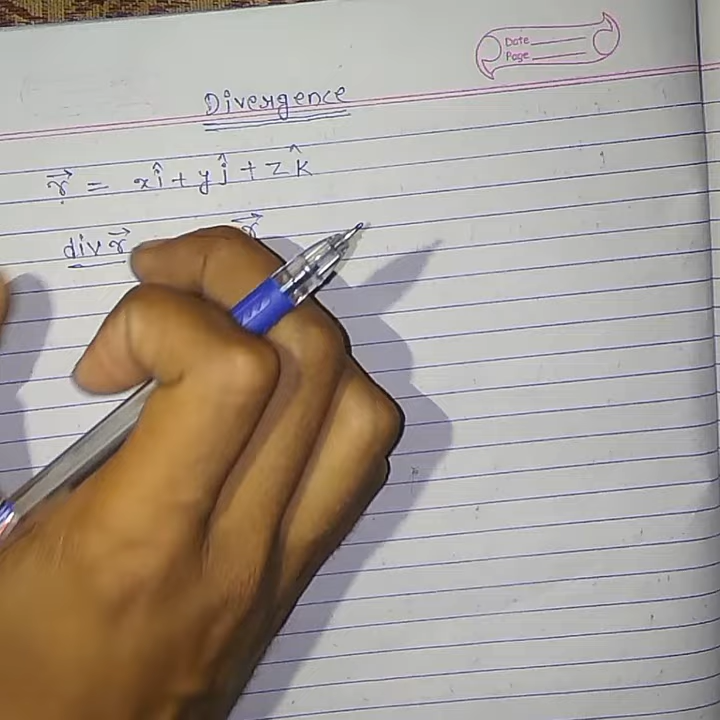 Date
Page
Divergence
r⃗ = xî + yĵ + zk̂
div r⃗ r⃗